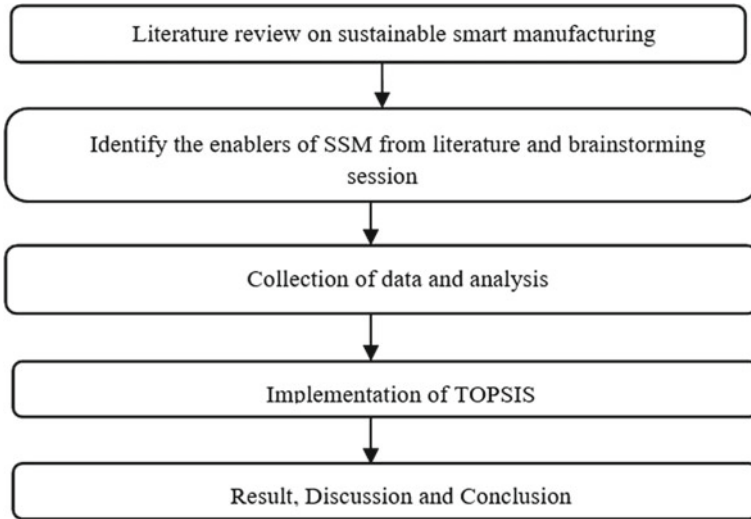 Literature review on sustainable smart manufacturing
Identify the enablers of SSM from literature and brainstorming
session
Collection of data and analysis
Implementation of TOPSIS
Result, Discussion and Conclusion